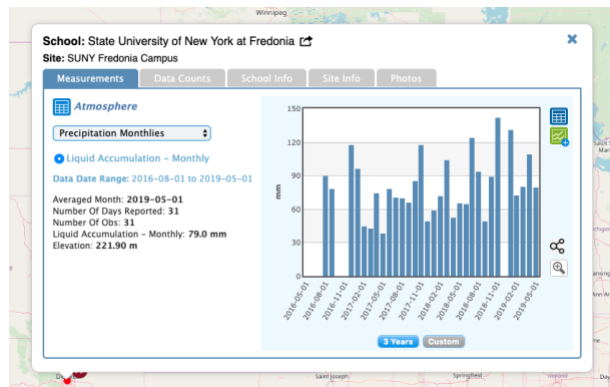 Winnipeg
School: State University of New York at Fredonia
Site: SUNY Fredonia Campus
Measurements Data Counts School Info Site Info Photos
Atmosphere
Precipitation Monthlies
Liquid Accumulation - Monthly
Data Date Range: 2016-08-01 to 2019-05-01
Averaged Month: 2019-05-01
Number Of Days Reported: 31
Number Of Obs: 31
Liquid Accumulation - Monthly: 79.0 mm
Elevation: 221.90 m
150
120
90
60
30
0
mm
2016-05-01
2016-08-01
2016-11-01
2017-02-01
2017-05-01
2017-08-01
2017-11-01
2018-02-01
2018-05-01
2018-08-01
2018-11-01
2019-02-01
2019-05-01
3 Years Custom
Saint Joseph
Springfield